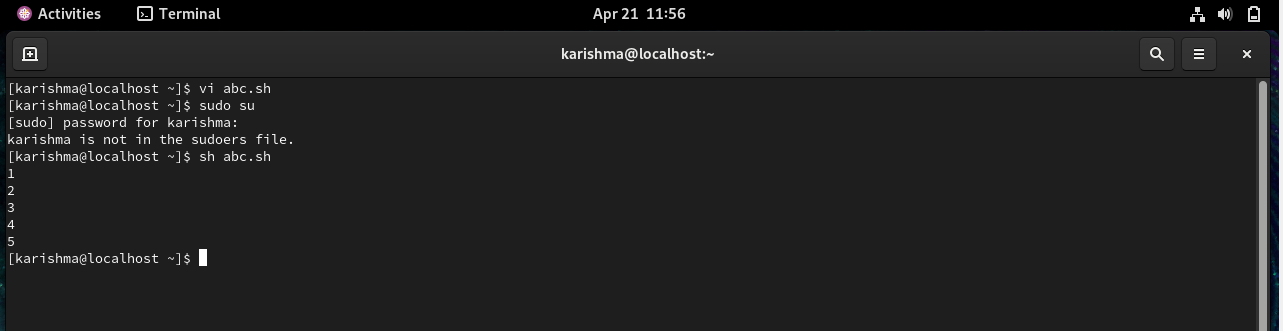 Activities Terminal Apr 21 11:56
karishma@localhost:~
[karishma@localhost ~]$ vi abc.sh
[karishma@localhost ~]$ sudo su
[sudo] password for karishma:
karishma is not in the sudoers file.
[karishma@localhost ~]$ sh abc.sh
1
2
3
4
5
[karishma@localhost ~]$